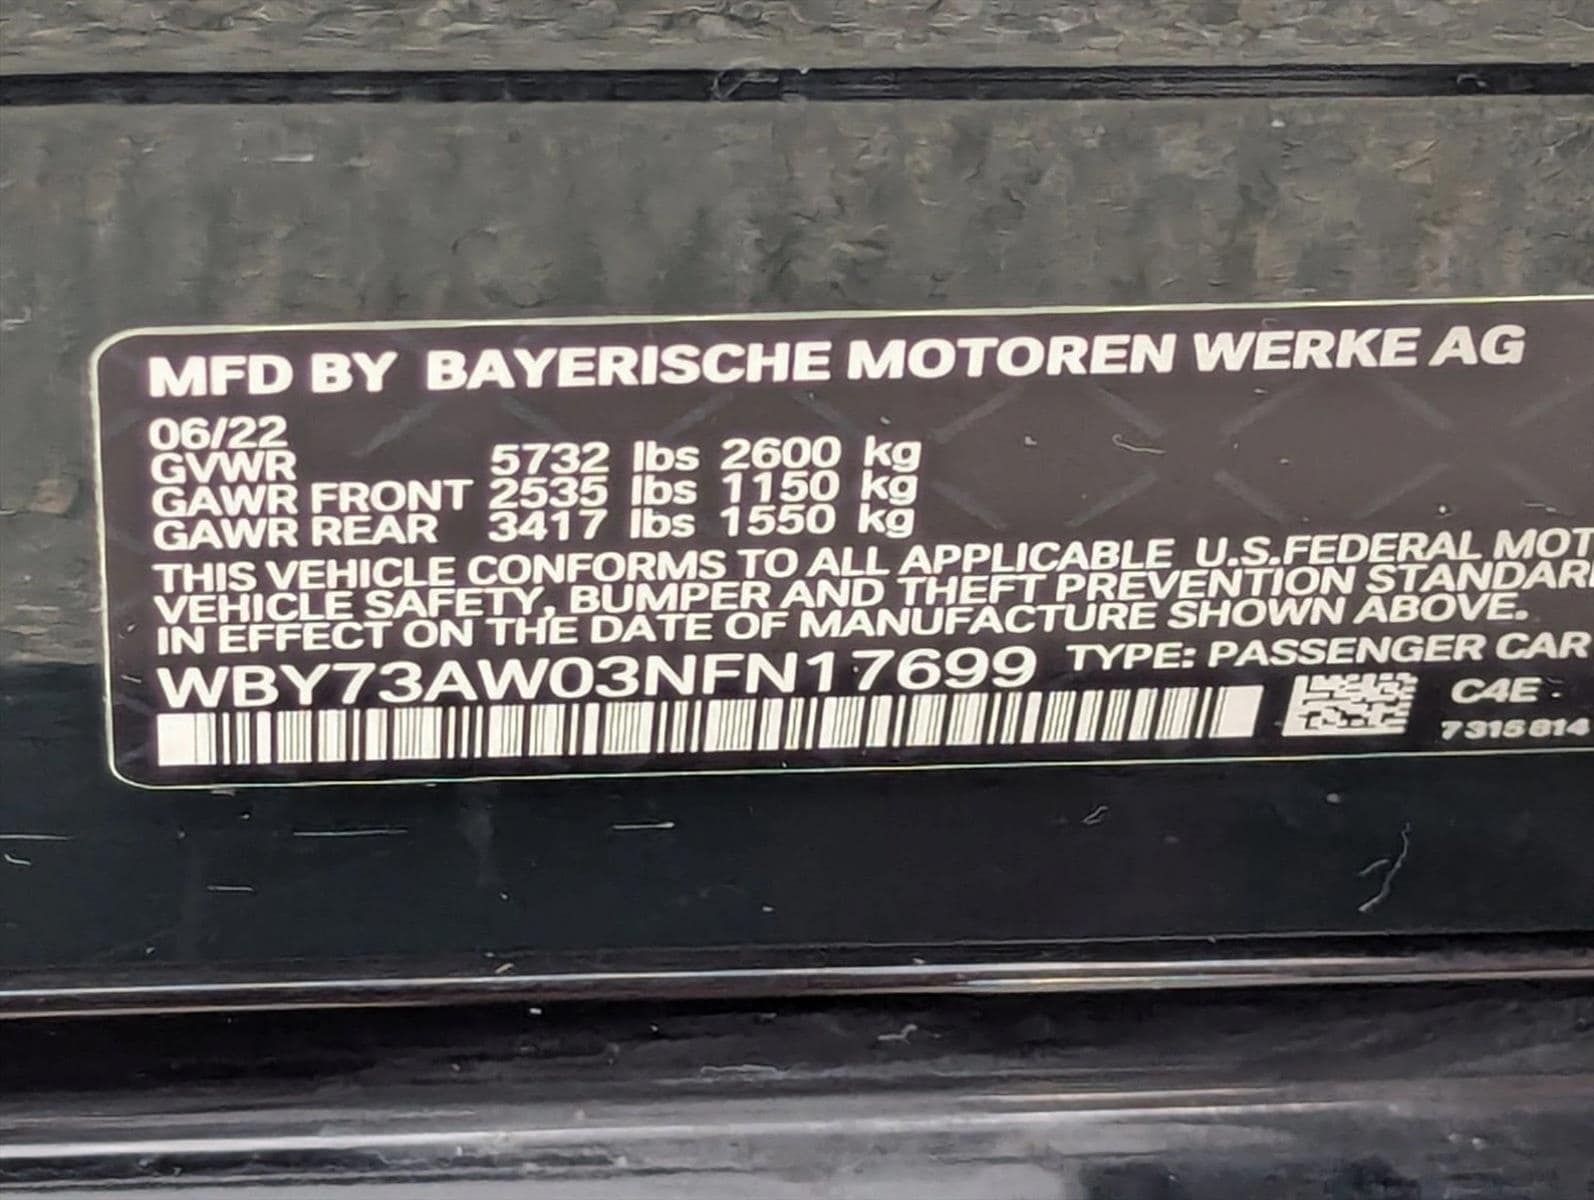 MFD BY BAYERISCHE MOTOREN WERKE AG
06/22
GVWR 5732 lbs 2600 kg
GAWR FRONT 2535 lbs 1150 kg
GAWR REAR 3417 lbs 1550 kg
THIS VEHICLE CONFORMS TO ALL APPLICABLE U.S.FEDERAL MOT
VEHICLE SAFETY, BUMPER AND THEFT PREVENTION STANDAR
IN EFFECT ON THE DATE OF MANUFACTURE SHOWN ABOVE.
WBY73AW03NFN17699 TYPE: PASSENGER CAR
C4E
7315814